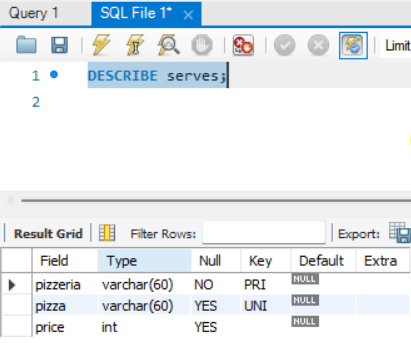 Query 1 SQL File 1* ×
Limit
1 DESCRIBE serves;
2
Result Grid Filter Rows: Export:
Field Type Null Key Default Extra
pizzeria varchar(60) NO PRI NULL
pizza varchar(60) YES UNI NULL
price int YES NULL